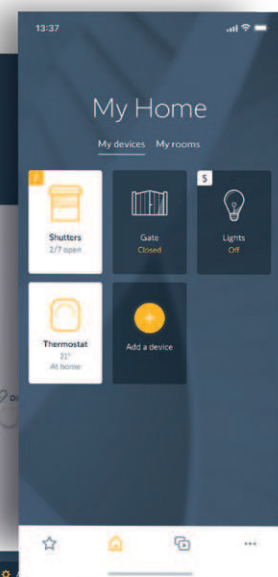 13:37
My Home
My devices My rooms
Shutters
2/7 open
Gate
Closed
5
Lights
Off
Thermostat
21°
At home
Add a device